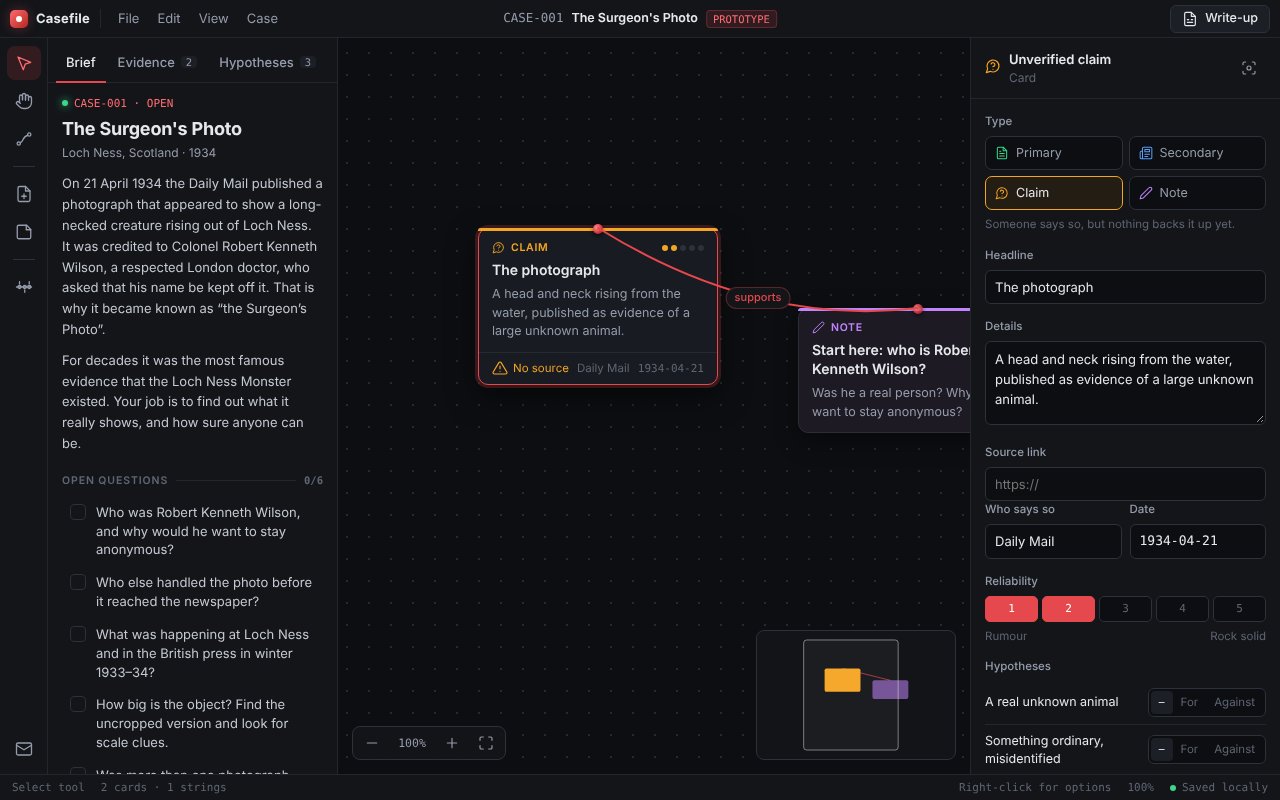 Casefile
File Edit View Case
CASE-001 The Surgeon's Photo PROTOTYPE
Write-up
Brief Evidence 2 Hypotheses 3
CASE-001 · OPEN
The Surgeon's Photo
Loch Ness, Scotland · 1934
On 21 April 1934 the Daily Mail published a
photograph that appeared to show a long-
necked creature rising out of Loch Ness.
It was credited to Colonel Robert Kenneth
Wilson, a respected London doctor, who
asked that his name be kept off it. That is
why it became known as “the Surgeon’s
Photo”.
For decades it was the most famous
evidence that the Loch Ness Monster
existed. Your job is to find out what it
really shows, and how sure anyone can
be.
OPEN QUESTIONS 0/6
Who was Robert Kenneth Wilson,
and why would he want to stay
anonymous?
Who else handled the photo before
it reached the newspaper?
What was happening at Loch Ness
and in the British press in winter
1933–34?
How big is the object? Find the
uncropped version and look for
scale clues.
Was more than one photograph
CLAIM
The photograph
A head and neck rising from the
water, published as evidence of a
large unknown animal.
No source Daily Mail 1934-04-21
supports
NOTE
Start here: who is Rober
Kenneth Wilson?
Was he a real person? Why
want to stay anonymous?
100%
Unverified claim
Card
Type
Primary Secondary
Claim Note
Someone says so, but nothing backs it up yet.
Headline
The photograph
Details
A head and neck rising from the water,
published as evidence of a large unknown
animal.
Source link
https://
Who says so Date
Daily Mail 1934-04-21
Reliability
1 2 3 4 5
Rumour Rock solid
Hypotheses
A real unknown animal – For Against
Something ordinary,
misidentified – For Against
Select tool 2 cards · 1 strings
Right-click for options 100% Saved locally